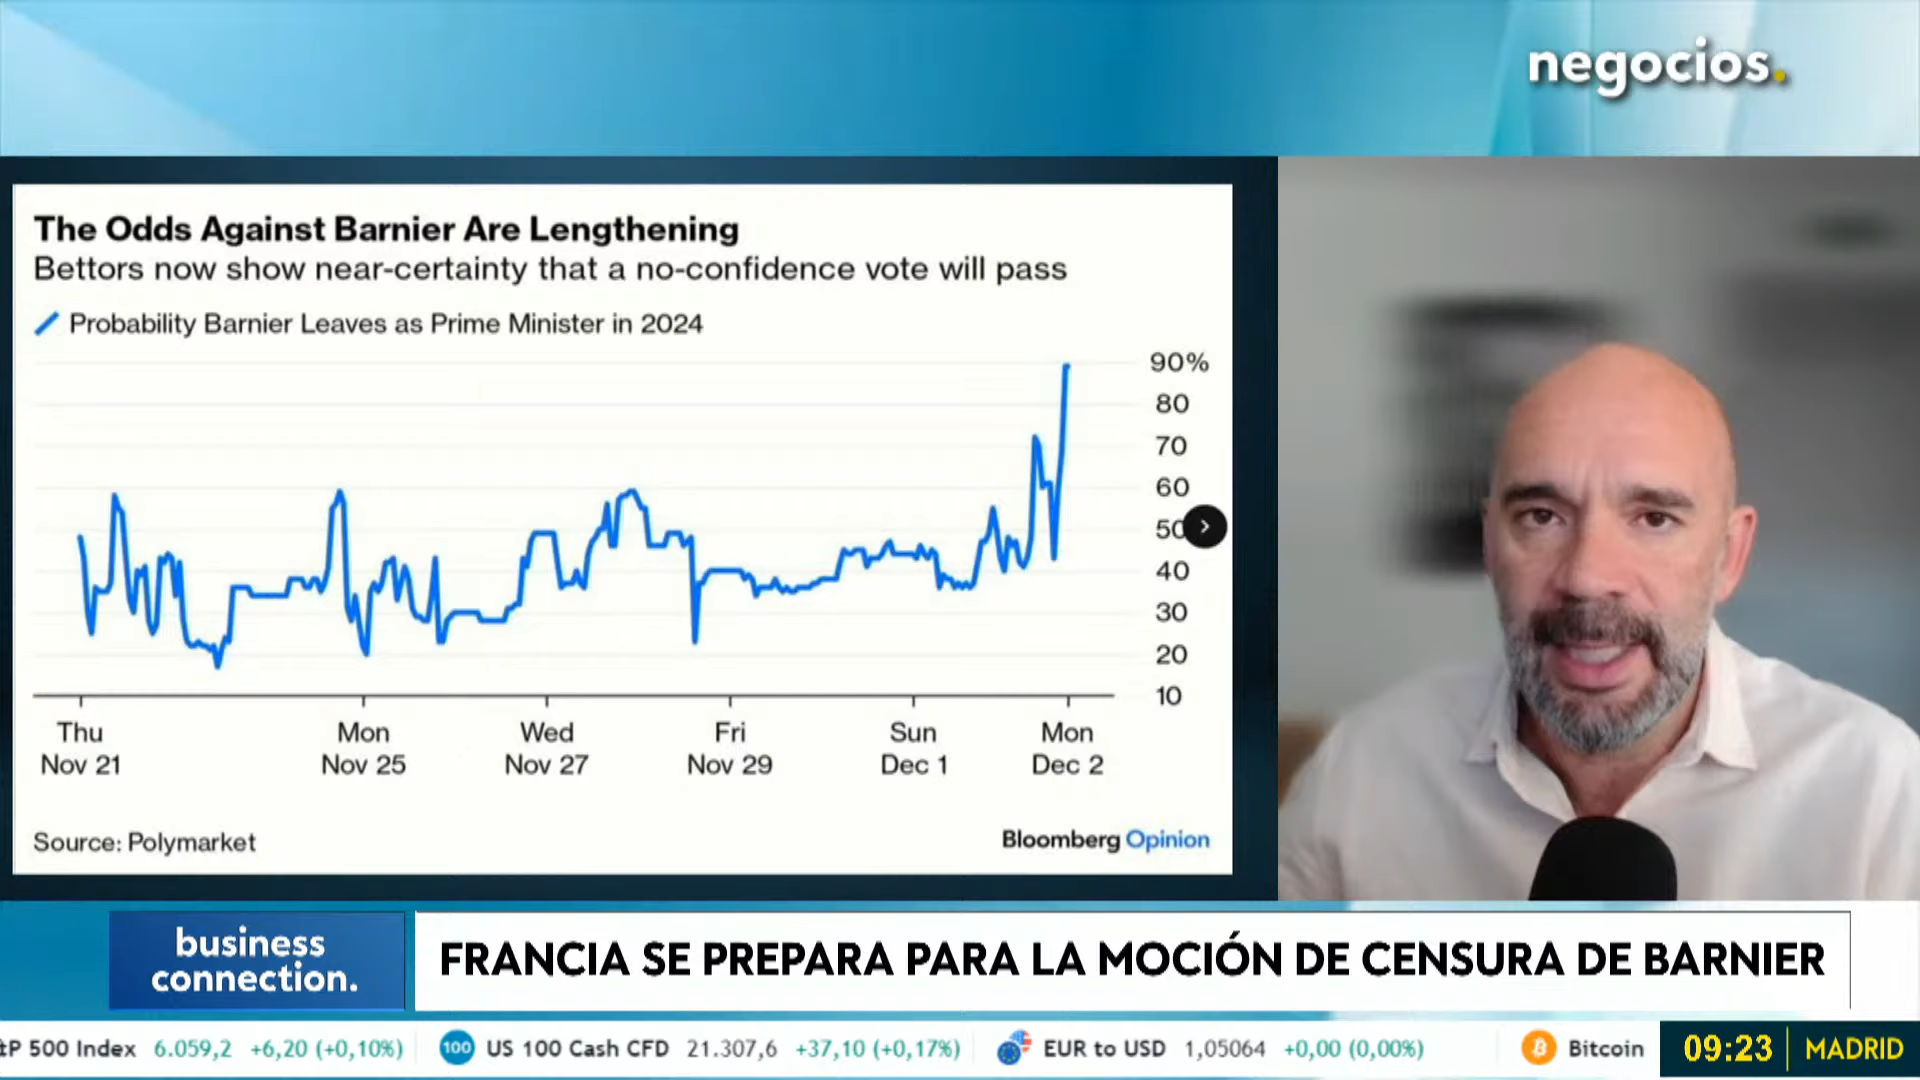 negocios.
The Odds Against Barnier Are Lengthening
Bettors now show near-certainty that a no-confidence vote will pass
Probability Barnier Leaves as Prime Minister in 2024
90%
80
70
60
50
40
30
20
10
Thu
Nov 21
Mon
Nov 25
Wed
Nov 27
Fri
Nov 29
Sun
Dec 1
Mon
Dec 2
Source: Polymarket
Bloomberg Opinion
business
connection.
FRANCIA SE PREPARA PARA LA MOCIÓN DE CENSURA DE BARNIER
P 500 Index 6.059,2 +6,20 (+0,10%) 100 US 100 Cash CFD 21.307,6 +37,10 (+0,17%) EUR to USD 1,05064 +0,00 (0,00%) Bitcoin 09:23 MADRID